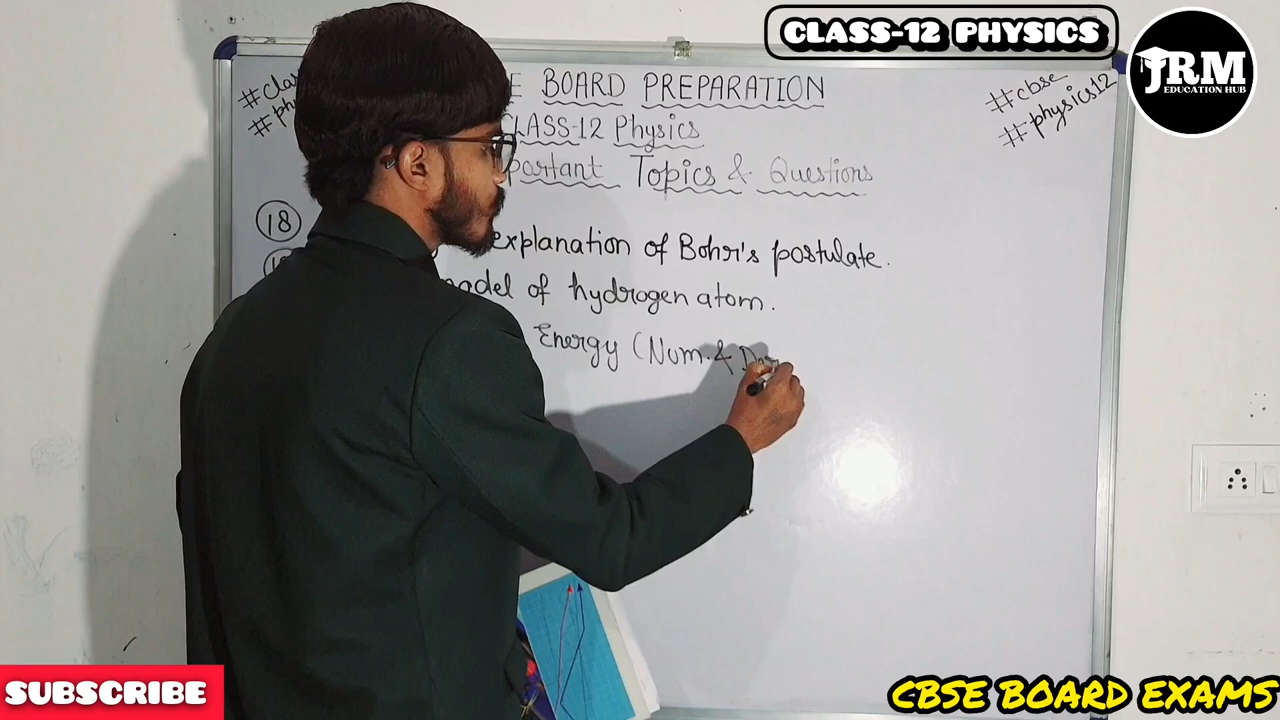 CLASS-12 PHYSICS
JRM
EDUCATION HUB
BOARD PREPARATION
CLASS-12 Physics
Topics & Questions
#cbse
#physics12
18
explanation of Bohr's postulate.
of hydrogen atom.
Energy (Num. &
SUBSCRIBE
CBSE BOARD EXAMS